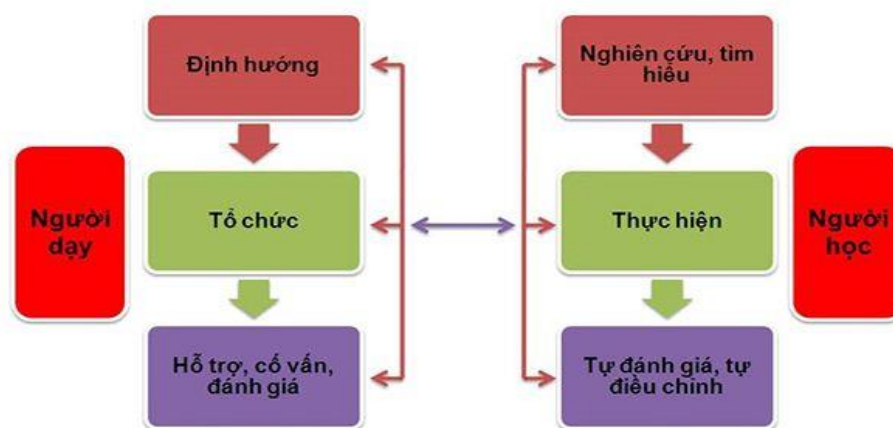 Định hướng
Nghiên cứu, tìm
hiểu
Người
dạy
Tổ chức
Thực hiện
Người
học
Hỗ trợ, cố vấn,
đánh giá
Tự đánh giá, tự
điều chỉnh